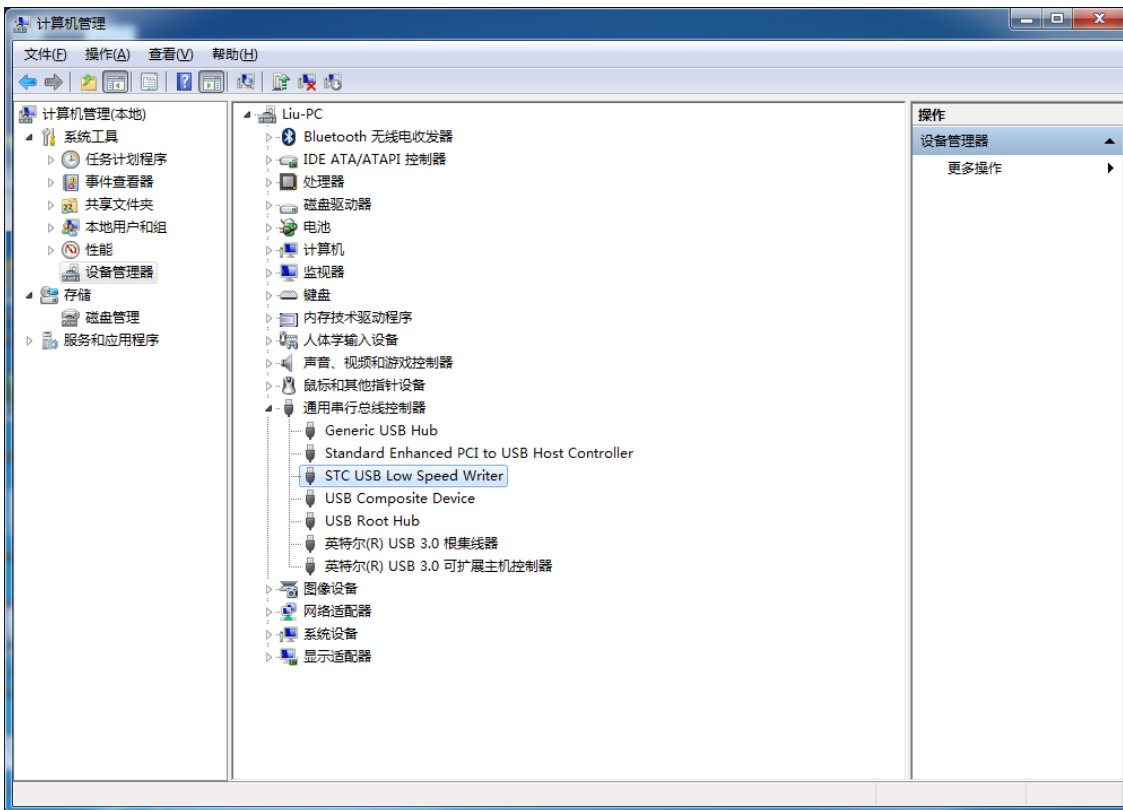 计算机管理
文件(F) 操作(A) 查看(V) 帮助(H)
计算机管理(本地)
系统工具
任务计划程序
事件查看器
共享文件夹
本地用户和组
性能
设备管理器
存储
磁盘管理
服务和应用程序
Liu-PC
Bluetooth 无线电收发器
IDE ATA/ATAPI 控制器
处理器
磁盘驱动器
电池
计算机
监视器
键盘
内存技术驱动程序
人体学输入设备
声音、视频和游戏控制器
鼠标和其他指针设备
通用串行总线控制器
Generic USB Hub
Standard Enhanced PCI to USB Host Controller
STC USB Low Speed Writer
USB Composite Device
USB Root Hub
英特尔(R) USB 3.0 根集线器
英特尔(R) USB 3.0 可扩展主机控制器
图像设备
网络适配器
系统设备
显示适配器
操作
设备管理器
更多操作